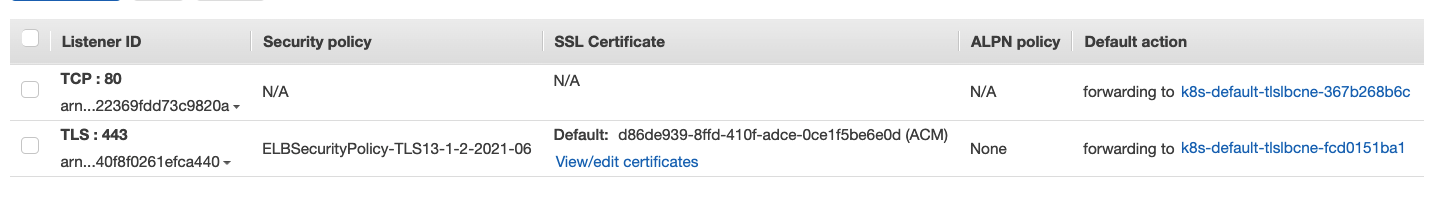 Listener ID Security policy SSL Certificate ALPN policy Default action
TCP : 80
arn...22369fdd73c9820a
N/A
N/A
N/A
forwarding to k8s-default-tlslbcne-367b268b6c
TLS : 443
arn...40f8f0261efca440
ELBSecurityPolicy-TLS13-1-2-2021-06
Default: d86de939-8ffd-410f-adce-0ce1f5be6e0d (ACM)
View/edit certificates
None
forwarding to k8s-default-tlslbcne-fcd0151ba1